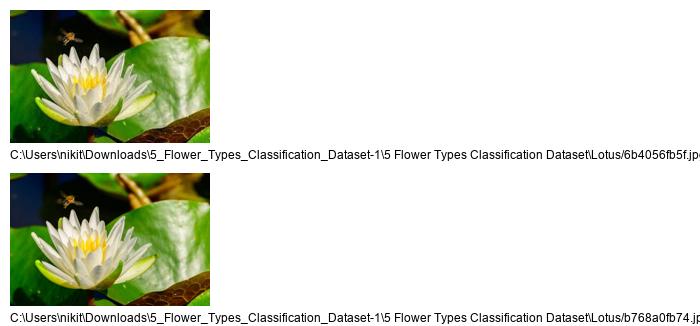 C:\Users\nikit\Downloads\5_Flower_Types_Classification_Dataset-1\5 Flower Types Classification Dataset\Lotus/6b4056fb5f.jpe
C:\Users\nikit\Downloads\5_Flower_Types_Classification_Dataset-1\5 Flower Types Classification Dataset\Lotus/b768a0fb74.jp